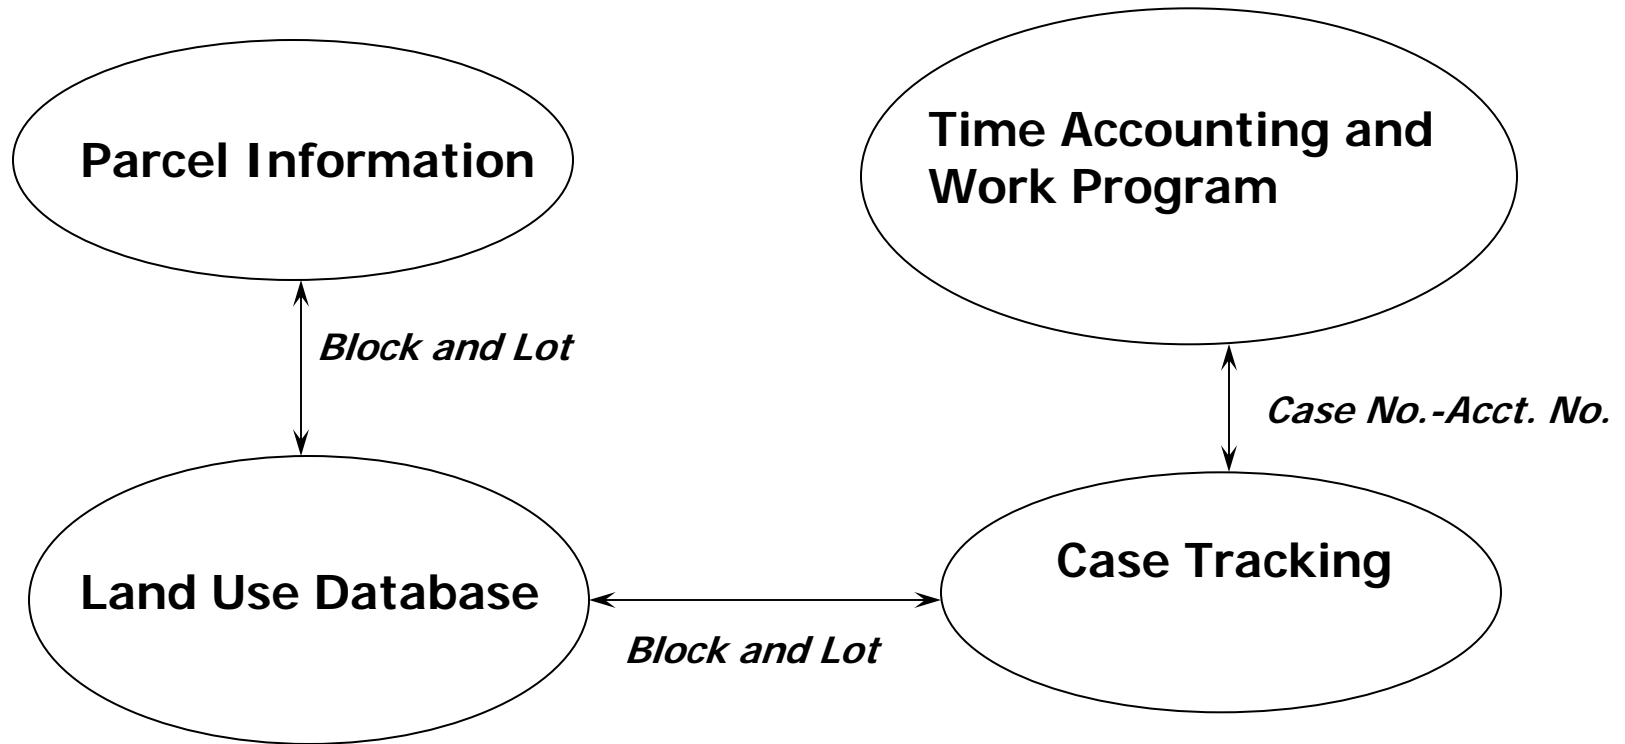 Parcel Information
Time Accounting and
Work Program
Block and Lot
Case No.-Acct. No.
Land Use Database
Case Tracking
Block and Lot